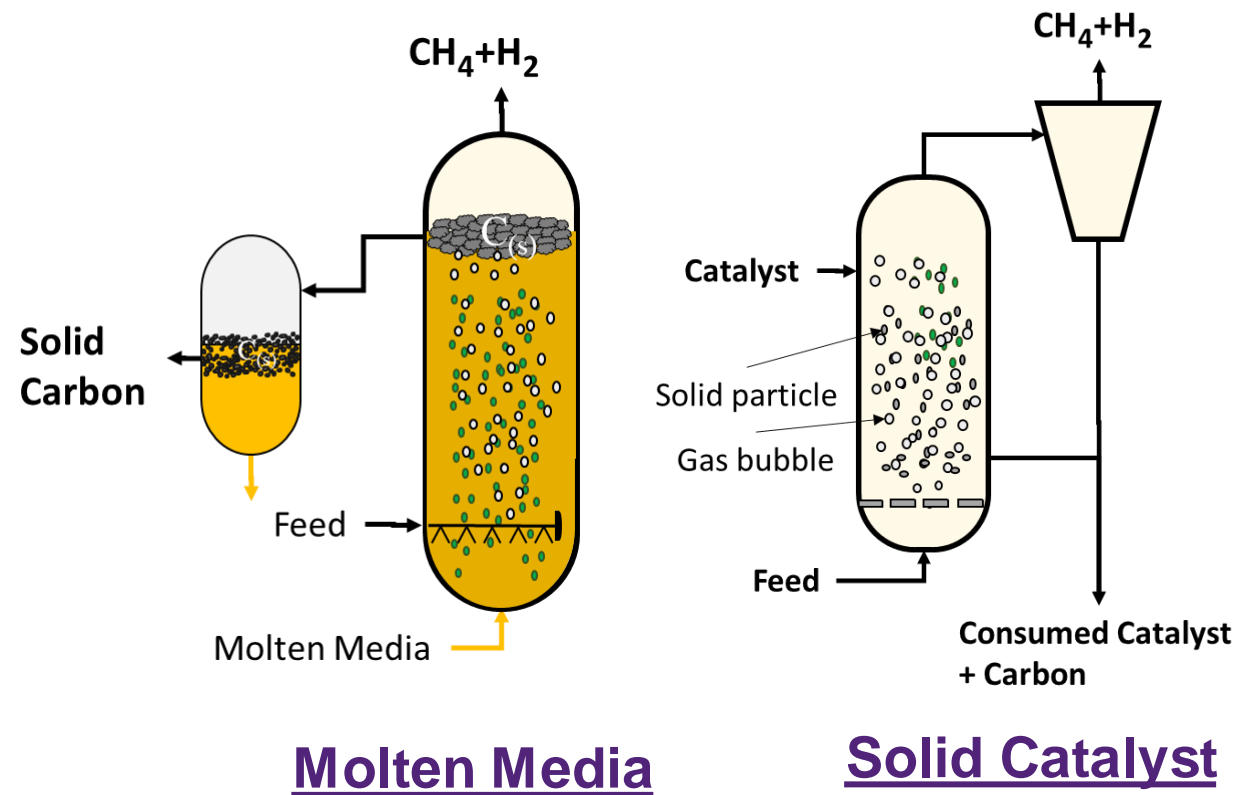 CH₄+H₂
C(s)
C(s)
Solid
Carbon
Feed
Molten Media
Molten Media
CH₄+H₂
Catalyst
Solid particle
Gas bubble
Feed
Consumed Catalyst
+ Carbon
Solid Catalyst